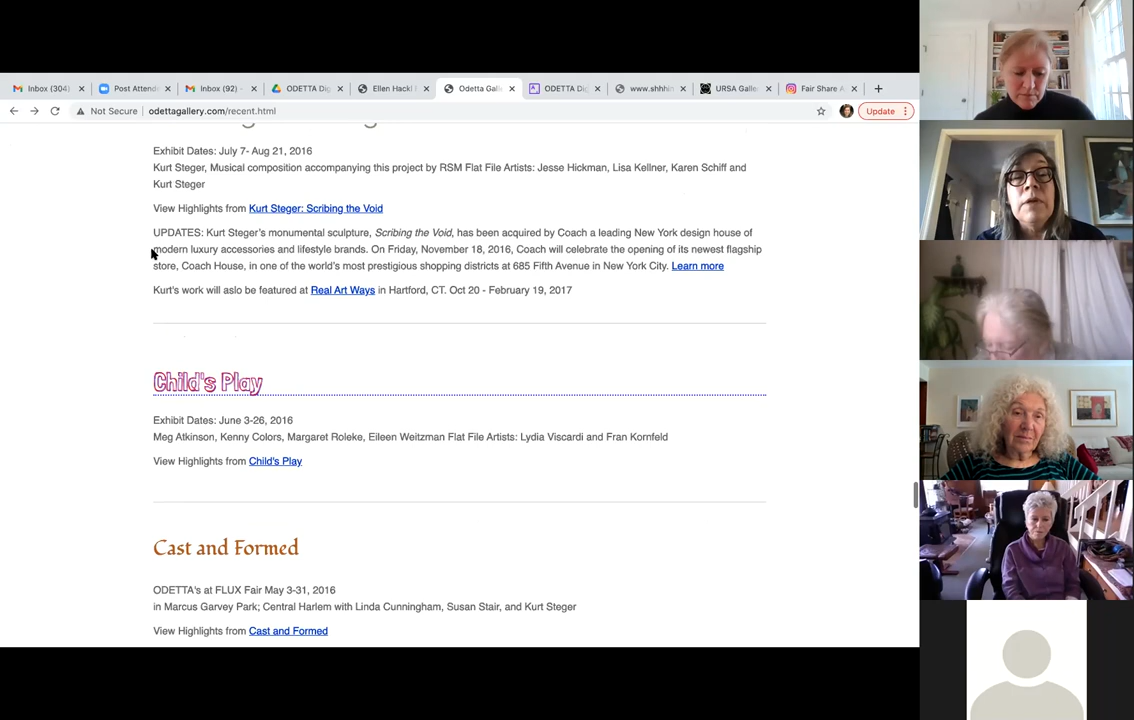 Inbox (304)
Post Attend
Inbox (92) -
ODETTA Dig
Ellen Hackl
Odetta Gall
ODETTA Dig
www.shhhin
URSA Galle
Fair Share A
Not Secure
odettagallery.com/recent.html
Update
Exhibit Dates: July 7- Aug 21, 2016
Kurt Steger, Musical composition accompanying this project by RSM Flat File Artists: Jesse Hickman, Lisa Kellner, Karen Schiff and
Kurt Steger
View Highlights from Kurt Steger: Scribing the Void
UPDATES: Kurt Steger's monumental sculpture, Scribing the Void, has been acquired by Coach a leading New York design house of
modern luxury accessories and lifestyle brands. On Friday, November 18, 2016, Coach will celebrate the opening of its newest flagship
store, Coach House, in one of the world's most prestigious shopping districts at 685 Fifth Avenue in New York City. Learn more
Kurt's work will aslo be featured at Real Art Ways in Hartford, CT. Oct 20 - February 19, 2017
Child's Play
Exhibit Dates: June 3-26, 2016
Meg Atkinson, Kenny Colors, Margaret Roleke, Eileen Weitzman Flat File Artists: Lydia Viscardi and Fran Kornfeld
View Highlights from Child's Play
Cast and Formed
ODETTA's at FLUX Fair May 3-31, 2016
in Marcus Garvey Park; Central Harlem with Linda Cunningham, Susan Stair, and Kurt Steger
View Highlights from Cast and Formed